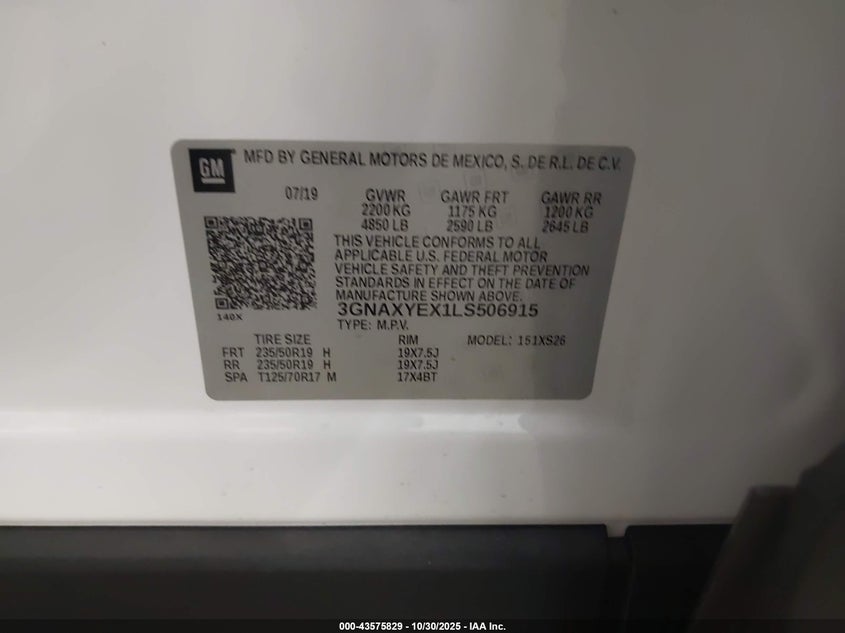 GM
MFD BY GENERAL MOTORS DE MEXICO, S. DE R.L. DE C.V.
07/19 GVWR GAWR FRT GAWR RR
2200 KG 1175 KG 1200 KG
4850 LB 2590 LB 2645 LB
THIS VEHICLE CONFORMS TO ALL
APPLICABLE U.S. FEDERAL MOTOR
VEHICLE SAFETY AND THEFT PREVENTION
STANDARDS IN EFFECT ON THE DATE OF
MANUFACTURE SHOWN ABOVE.
140X
3GNAXYEX1LS506915
TYPE: M.P.V.
TIRE SIZE RIM MODEL: 151XS26
FRT 235/50R19 H 19X7.5J
RR 235/50R19 H 19X7.5J
SPA T125/70R17 M 17X4BT
000-43575829 - 10/30/2025 - IAA Inc.